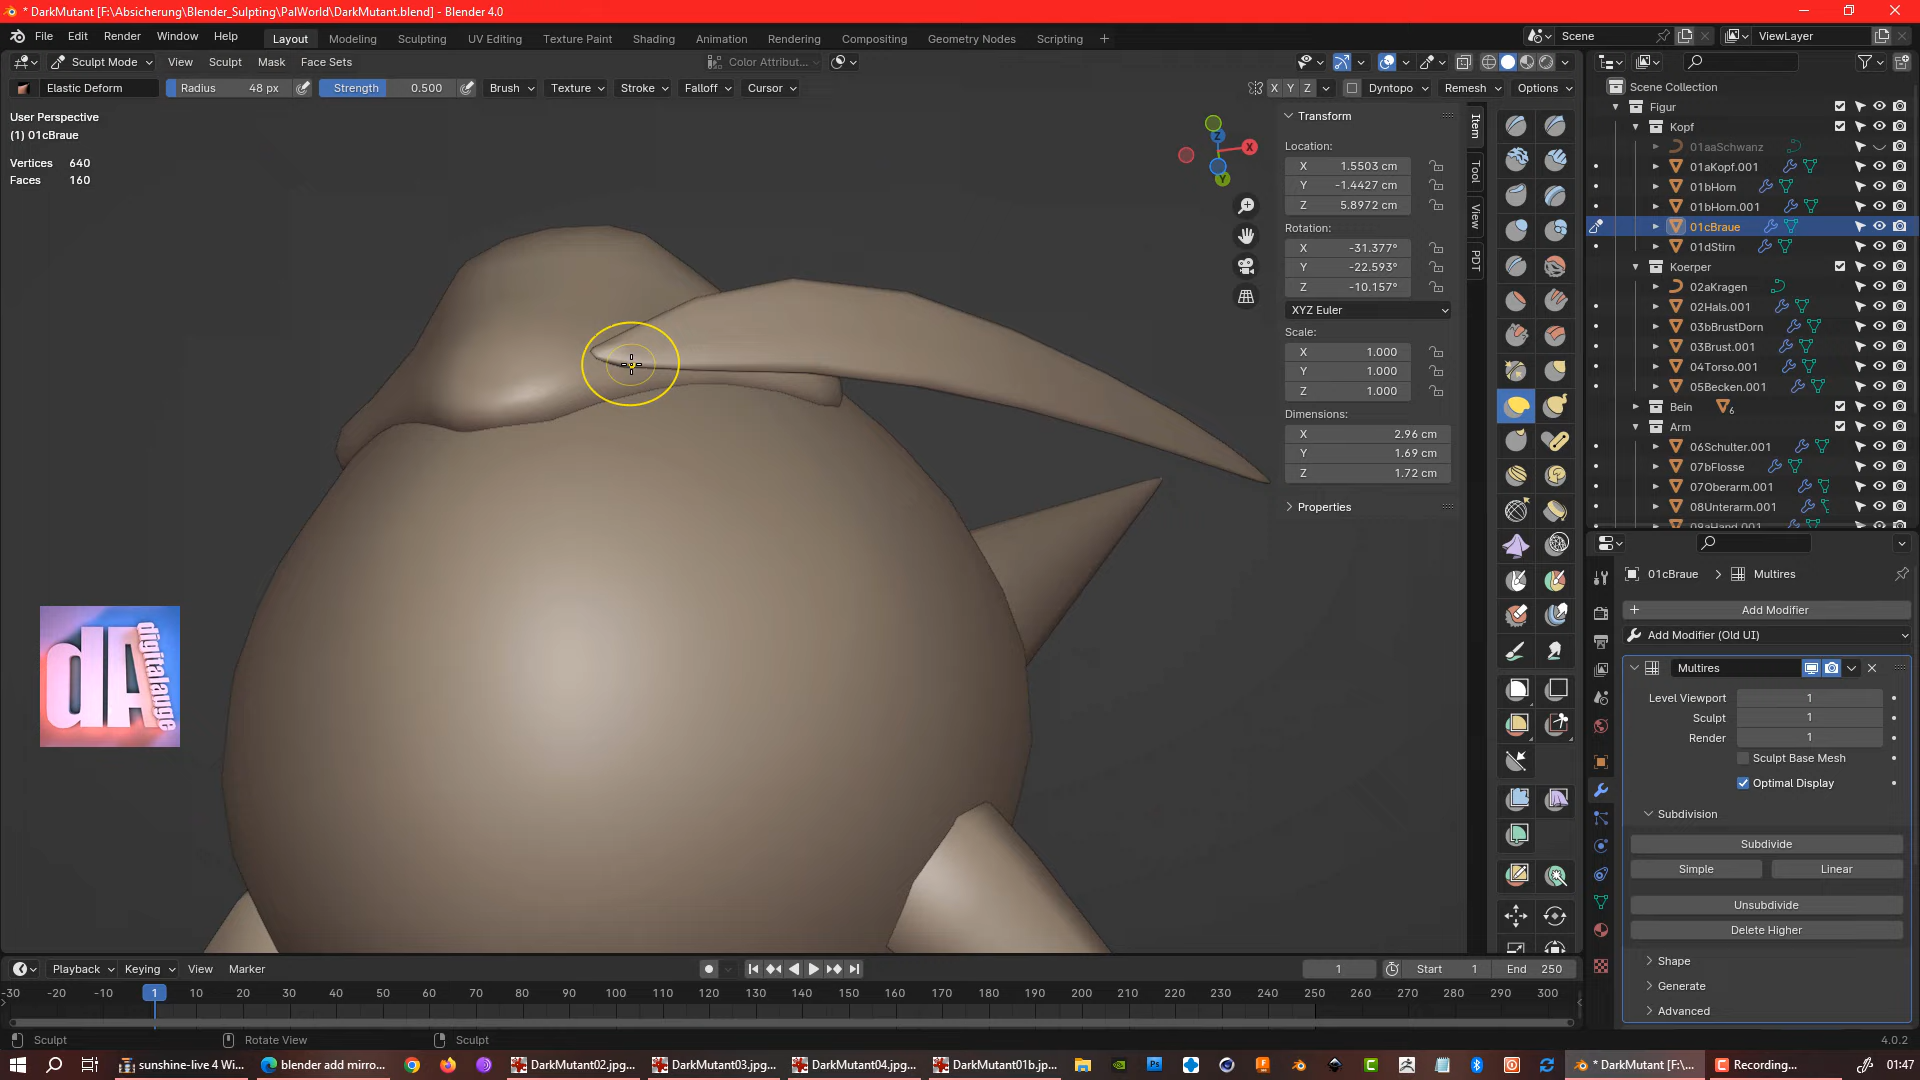 * DarkMutant [F:\Absicherung\Blender_Sulpting\PalWorld\DarkMutant.blend] - Blender 4.0
File Edit Render Window Help
Layout Modeling Sculpting UV Editing Texture Paint Shading Animation Rendering Compositing Geometry Nodes Scripting +
Scene
ViewLayer
Sculpt Mode View Sculpt Mask Face Sets
Color Attribut...
Elastic Deform
Radius 48 px
Strength 0.500
Brush Texture Stroke Falloff Cursor
X Y Z
Dyntopo Remesh Options
User Perspective
(1) 01cBraue
Vertices 640
Faces 160
X
Z
Y
Transform
Location:
X 1.5503 cm
Y -1.4427 cm
Z 5.8972 cm
Rotation:
X -31.377°
Y -22.593°
Z -10.157°
XYZ Euler
Scale:
X 1.000
Y 1.000
Z 1.000
Dimensions:
X 2.96 cm
Y 1.69 cm
Z 1.72 cm
Properties
Item
Tool
View
PDT
Scene Collection
Figur
Kopf
01aaSchwanz
01aKopf.001
01bHorn
01bHorn.001
01cBraue
01dStirn
Koerper
02aKragen
02Hals.001
03bBrustDorn
03Brust.001
04Torso.001
05Becken.001
Bein 6
Arm
06Schulter.001
07bFlosse
07Oberarm.001
08Unterarm.001
09aHand.001
01cBraue > Multires
Add Modifier
Add Modifier (Old UI)
Multires
Level Viewport 1
Sculpt 1
Render 1
Sculpt Base Mesh
Optimal Display
Subdivision
Subdivide
Simple Linear
Unsubdivide
Delete Higher
Shape
Generate
Advanced
dA digitalauge
Playback Keying View Marker
1
Start 1
End 250
-30 -20 -10 1 10 20 30 40 50 60 70 80 90 100 110 120 130 140 150 160 170 180 190 200 210 220 230 240 250 260 270 280 290 300
Sculpt Rotate View Sculpt
4.0.2
sunshine-live 4 Wi...
blender add mirro...
DarkMutant02.jpg...
DarkMutant03.jpg...
DarkMutant04.jpg...
DarkMutant01b.jp...
* DarkMutant [F:\...
Recording...
01:47